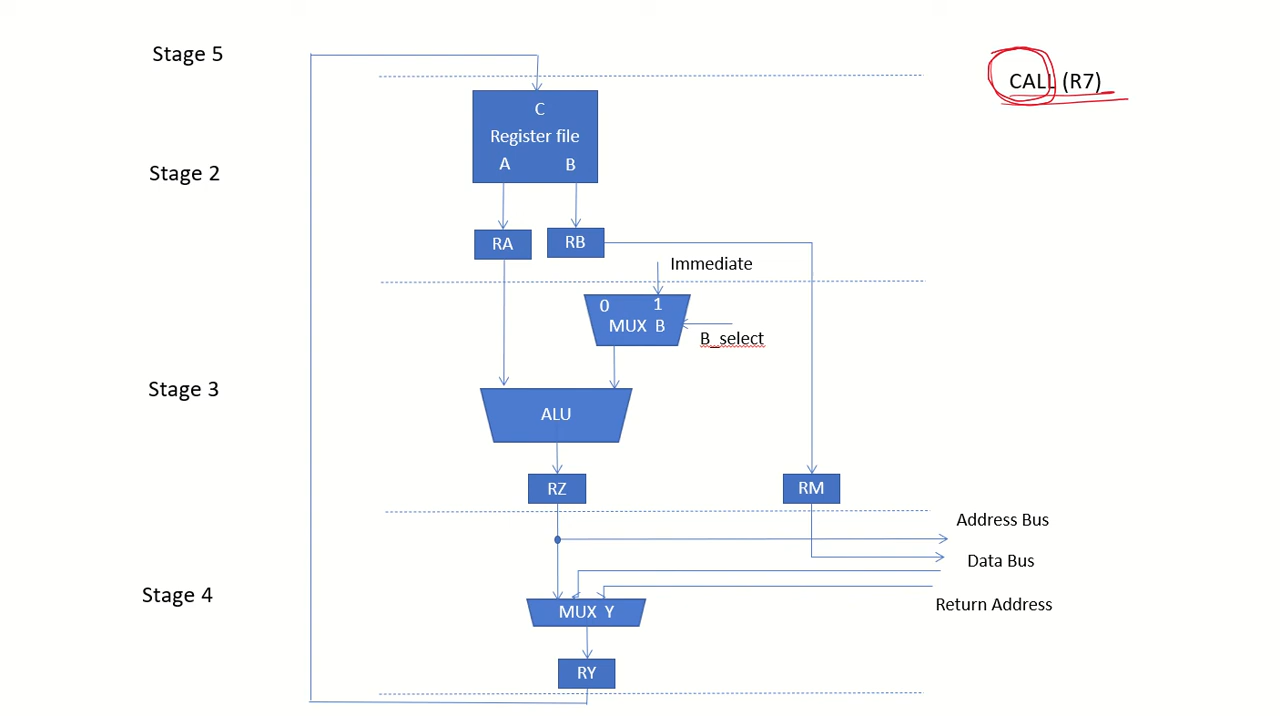 Stage 5
CALL (R7)
C
Register file
A B
Stage 2
RA
RB
Immediate
0 1
MUX B
B_select
Stage 3
ALU
RZ
RM
Address Bus
Data Bus
Stage 4
Return Address
MUX Y
RY